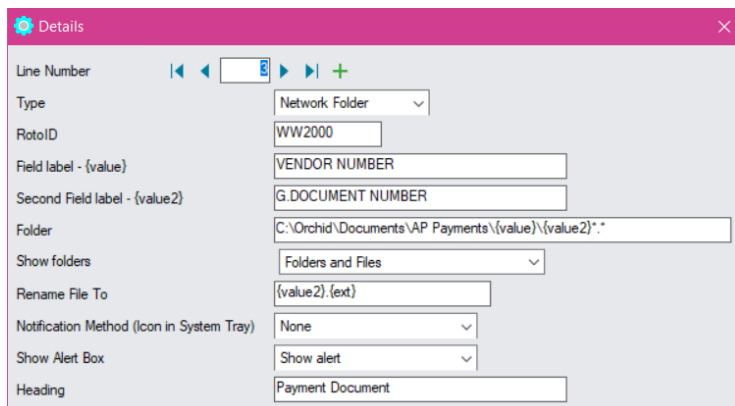 Details
Line Number 3
Type Network Folder
RotoID WW2000
Field label - {value} VENDOR NUMBER
Second Field label - {value2} G.DOCUMENT NUMBER
Folder C:\Orchid\Documents\AP Payments\{value}\{value2}*.*
Show folders Folders and Files
Rename File To {value2}.{ext}
Notification Method (Icon in System Tray) None
Show Alert Box Show alert
Heading Payment Document